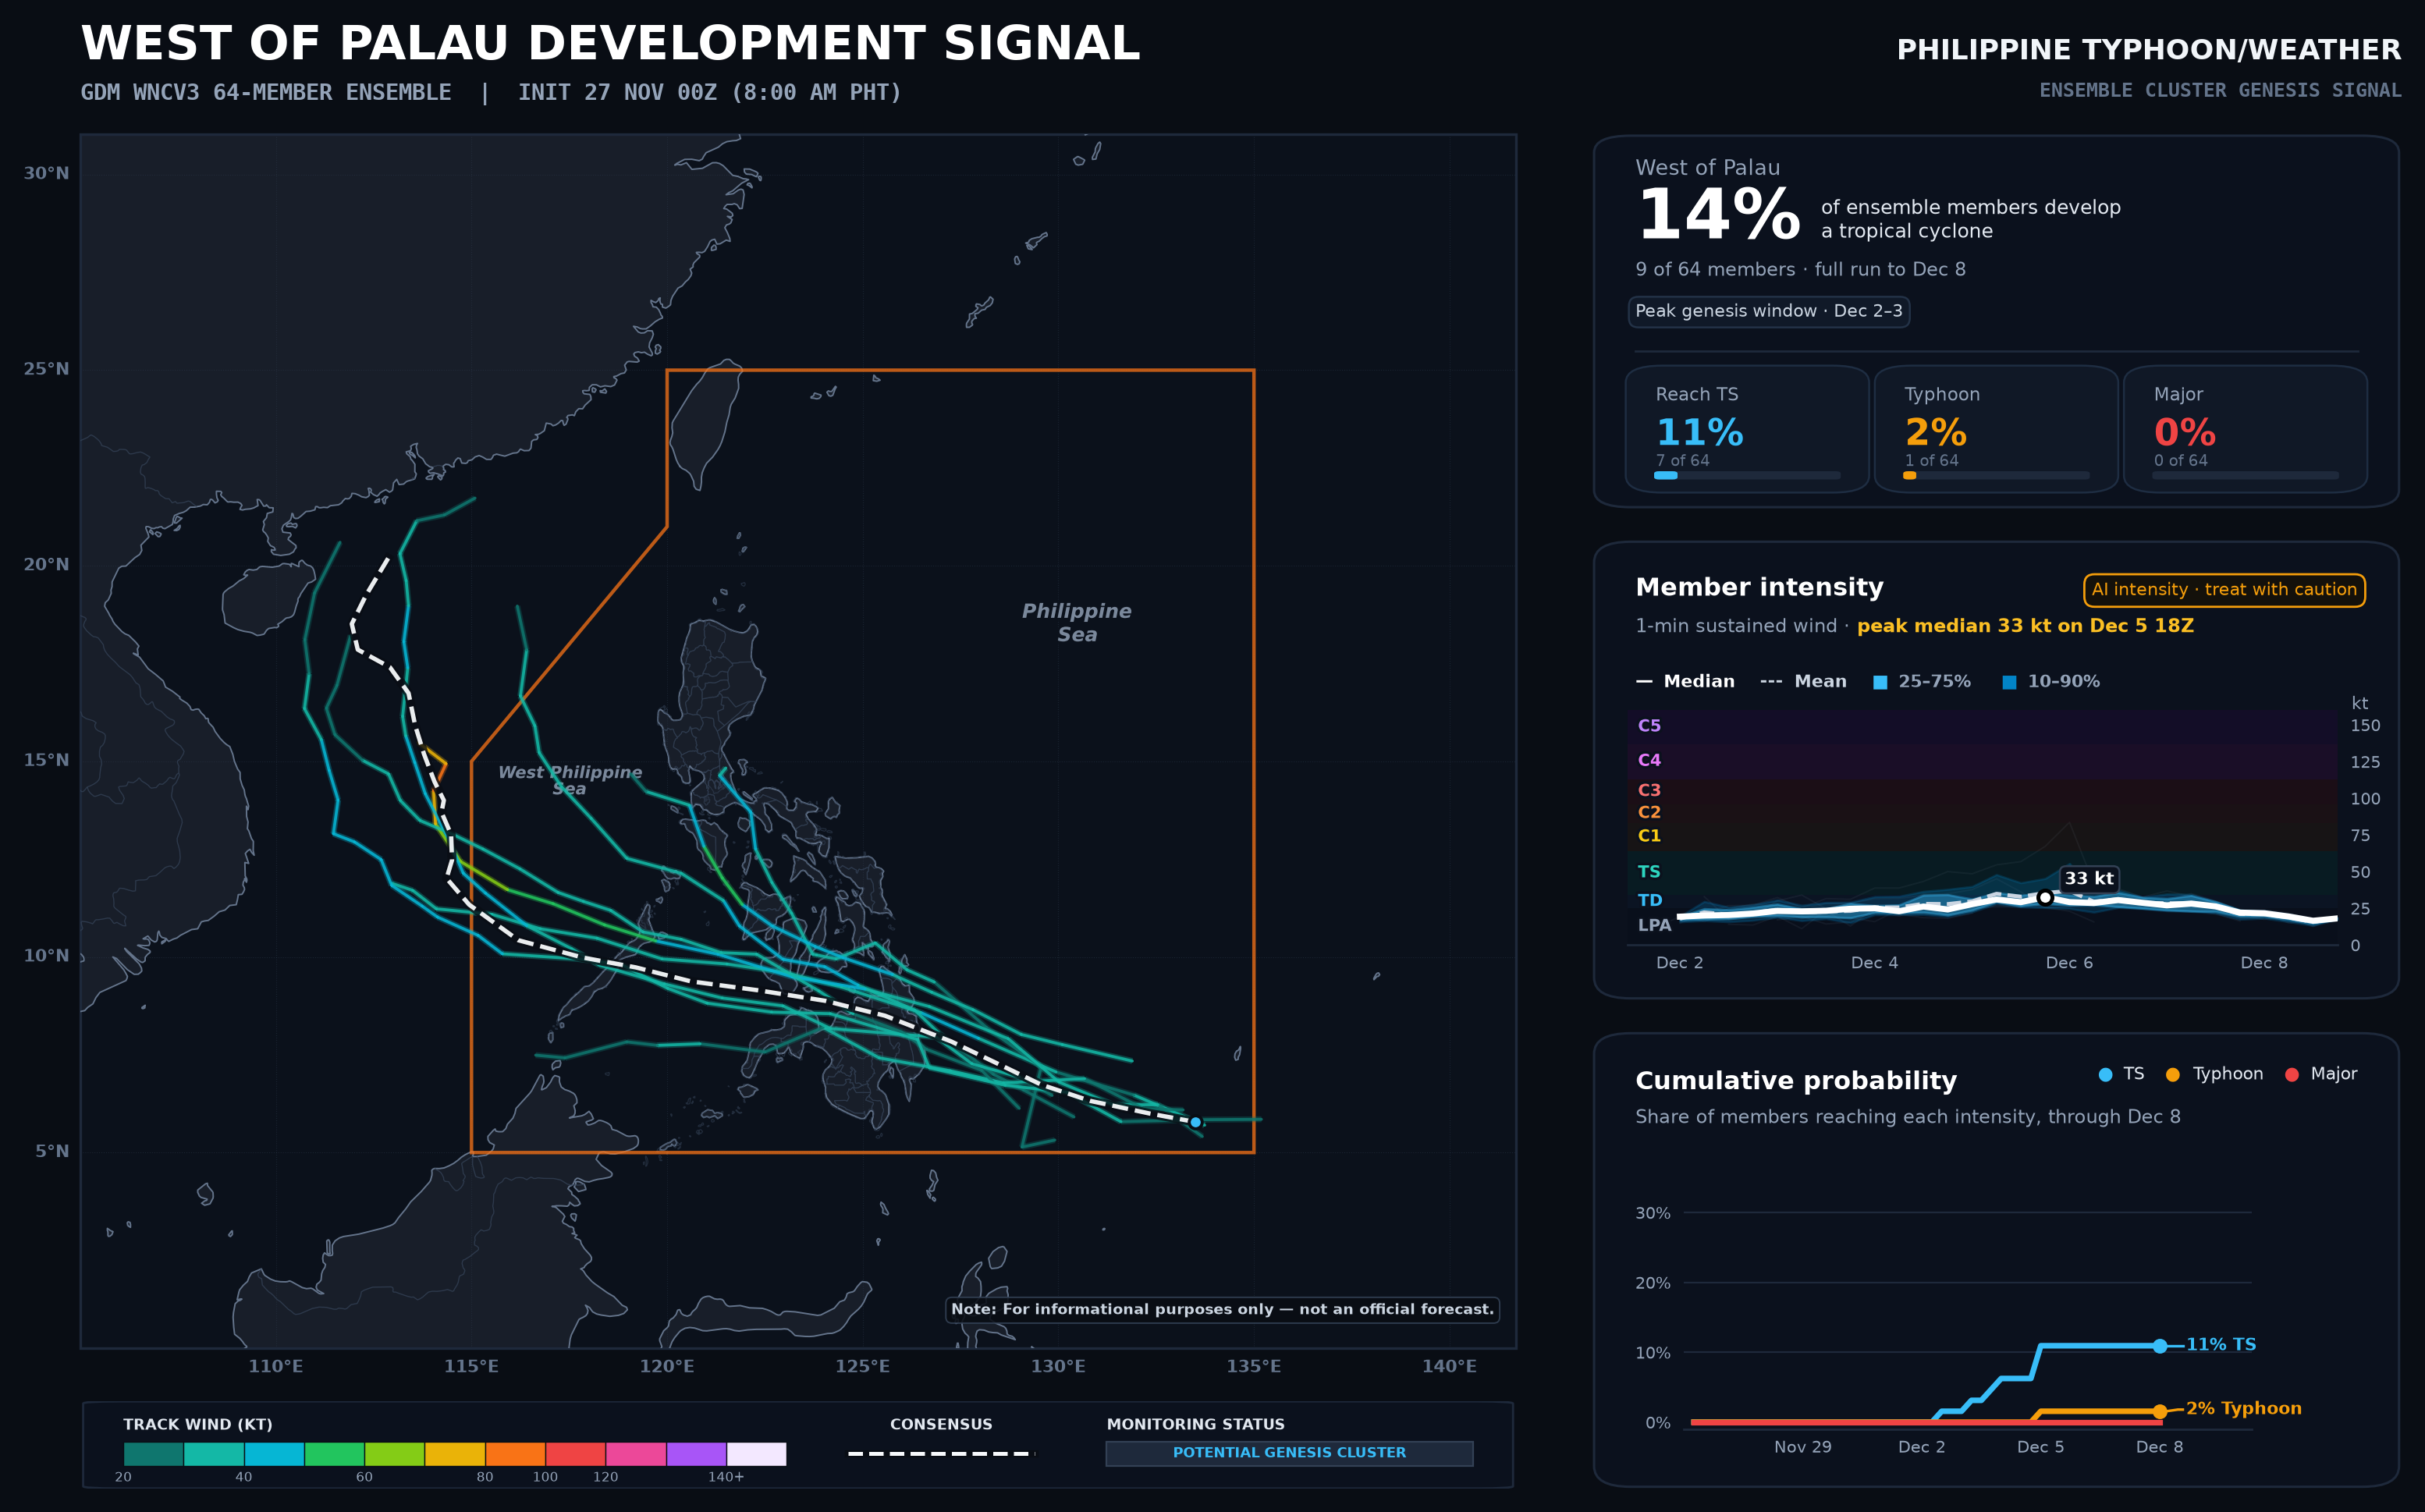 WEST OF PALAU DEVELOPMENT SIGNAL
GDM WNCV3 64-MEMBER ENSEMBLE | INIT 27 NOV 00Z (8:00 AM PHT)
PHILIPPINE TYPHOON/WEATHER
ENSEMBLE CLUSTER GENESIS SIGNAL
30°N
25°N
20°N
15°N
10°N
5°N
110°E
115°E
120°E
125°E
130°E
135°E
140°E
Philippine
Sea
West Philippine
Sea
Note: For informational purposes only — not an official forecast.
TRACK WIND (KT)
20
40
60
80
100
120
140+
CONSENSUS
MONITORING STATUS
POTENTIAL GENESIS CLUSTER
West of Palau
14%
of ensemble members develop
a tropical cyclone
9 of 64 members · full run to Dec 8
Peak genesis window · Dec 2–3
Reach TS
11%
7 of 64
Typhoon
2%
1 of 64
Major
0%
0 of 64
Member intensity
AI intensity · treat with caution
1-min sustained wind · peak median 33 kt on Dec 5 18Z
Median
Mean
25–75%
10–90%
kt
C5
C4
C3
C2
C1
TS
TD
LPA
150
125
100
75
50
25
0
33 kt
Dec 2
Dec 4
Dec 6
Dec 8
Cumulative probability
TS
Typhoon
Major
Share of members reaching each intensity, through Dec 8
30%
20%
10%
0%
11% TS
2% Typhoon
Nov 29
Dec 2
Dec 5
Dec 8